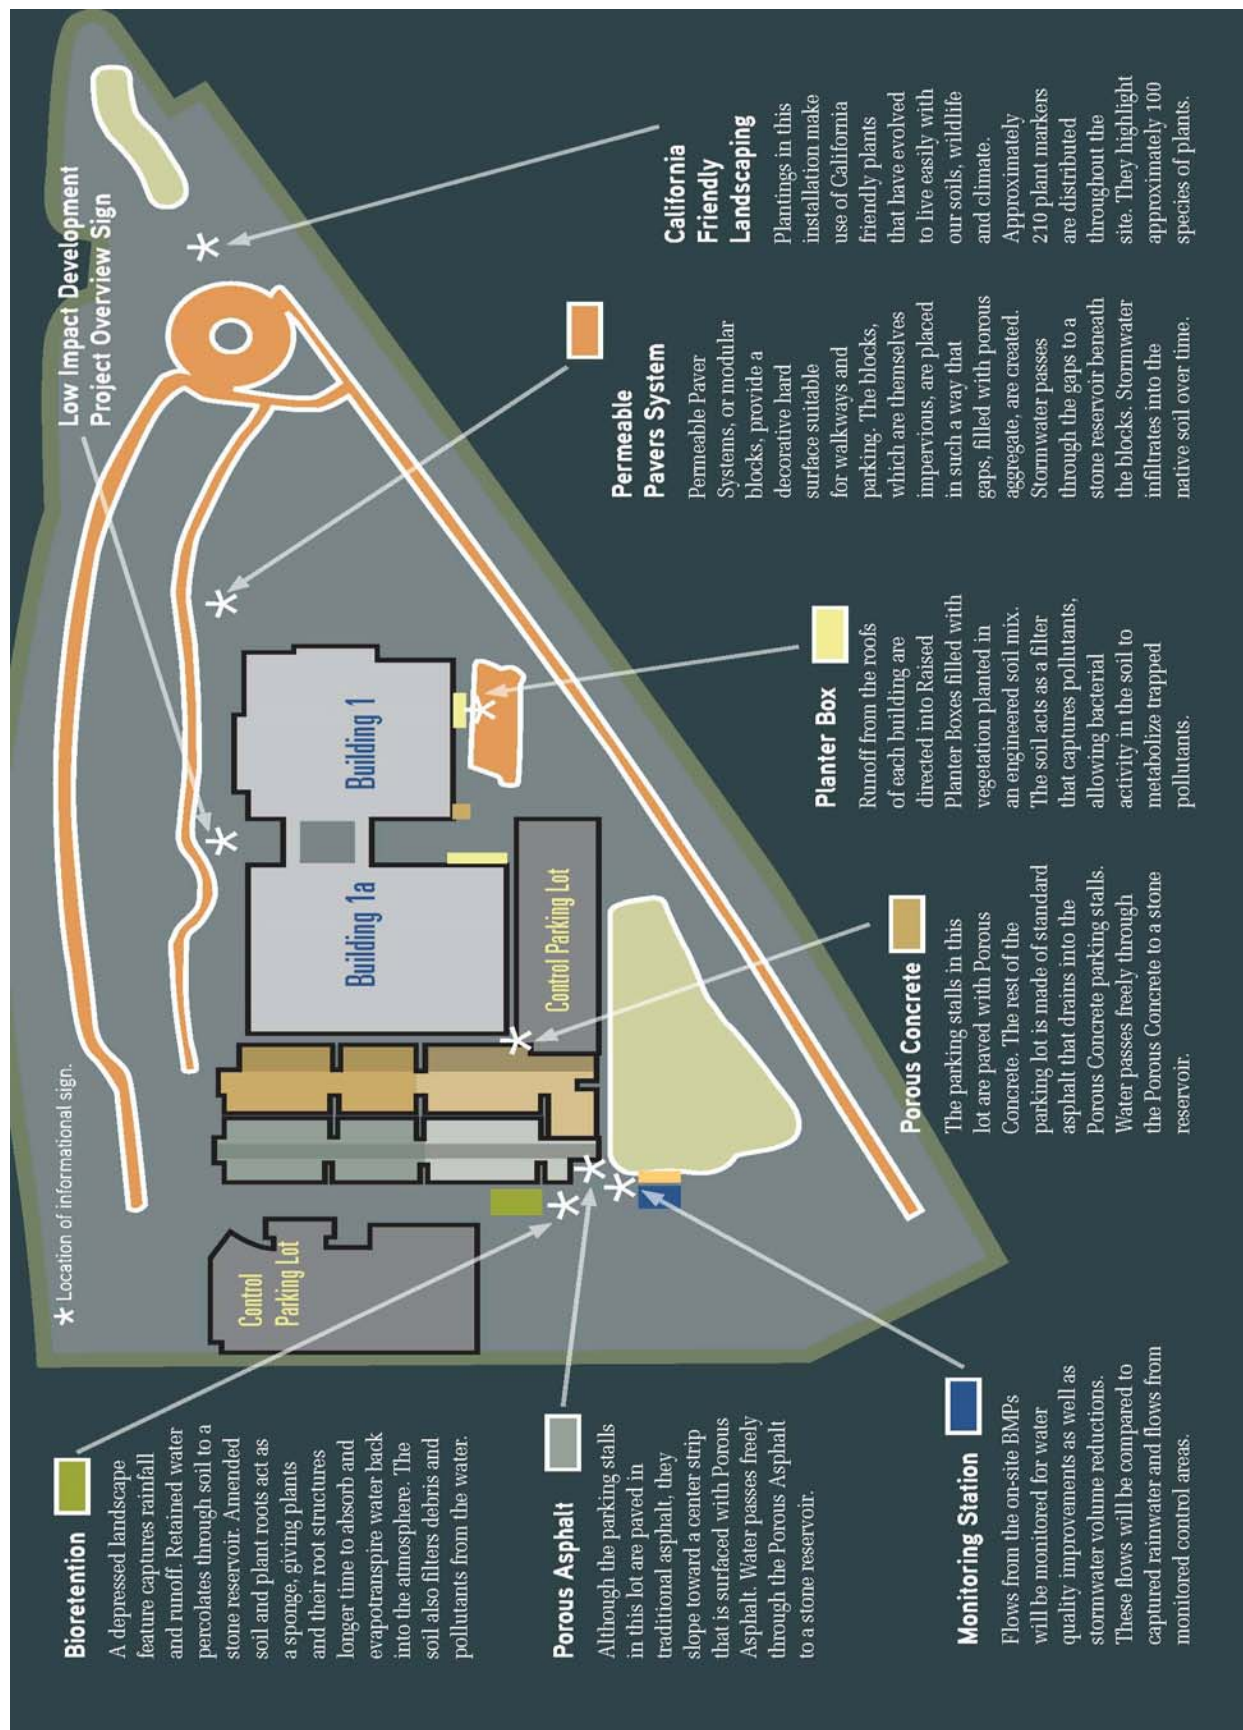 Low Impact Development
Project Overview Sign
* Location of informational sign.
Control
Parking Lot
Building 1a
Building 1
Control Parking Lot
Bioretention
A depressed landscape
feature captures rainfall
and runoff. Retained water
percolates through soil to a
stone reservoir. Amended
soil and plant roots act as
a sponge, giving plants
and their root structures
longer time to absorb and
evapotranspire water back
into the atmosphere. The
soil also filters debris and
pollutants from the water.
Porous Asphalt
Although the parking stalls
in this lot are paved in
traditional asphalt, they
slope toward a center strip
that is surfaced with Porous
Asphalt. Water passes freely
through the Porous Asphalt
to a stone reservoir.
Monitoring Station
Flows from the on-site BMPs
will be monitored for water
quality improvements as well as
stormwater volume reductions.
These flows will be compared to
captured rainwater and flows from
monitored control areas.
Porous Concrete
The parking stalls in this
lot are paved with Porous
Concrete. The rest of the
parking lot is made of standard
asphalt that drains into the
Porous Concrete parking stalls.
Water passes freely through
the Porous Concrete to a stone
reservoir.
Planter Box
Runoff from the roofs
of each building are
directed into Raised
Planter Boxes filled with
vegetation planted in
an engineered soil mix.
The soil acts as a filter
that captures pollutants,
allowing bacterial
activity in the soil to
metabolize trapped
pollutants.
Permeable
Pavers System
Permeable Paver
Systems, or modular
blocks, provide a
decorative hard
surface suitable
for walkways and
parking. The blocks,
which are themselves
impervious, are placed
in such a way that
gaps, filled with porous
aggregate, are created.
Stormwater passes
through the gaps to a
stone reservoir beneath
the blocks. Stormwater
infiltrates into the
native soil over time.
California
Friendly
Landscaping
Plantings in this
installation make
use of California
friendly plants
that have evolved
to live easily with
our soils, wildlife
and climate.
Approximately
210 plant markers
are distributed
throughout the
site. They highlight
approximately 100
species of plants.